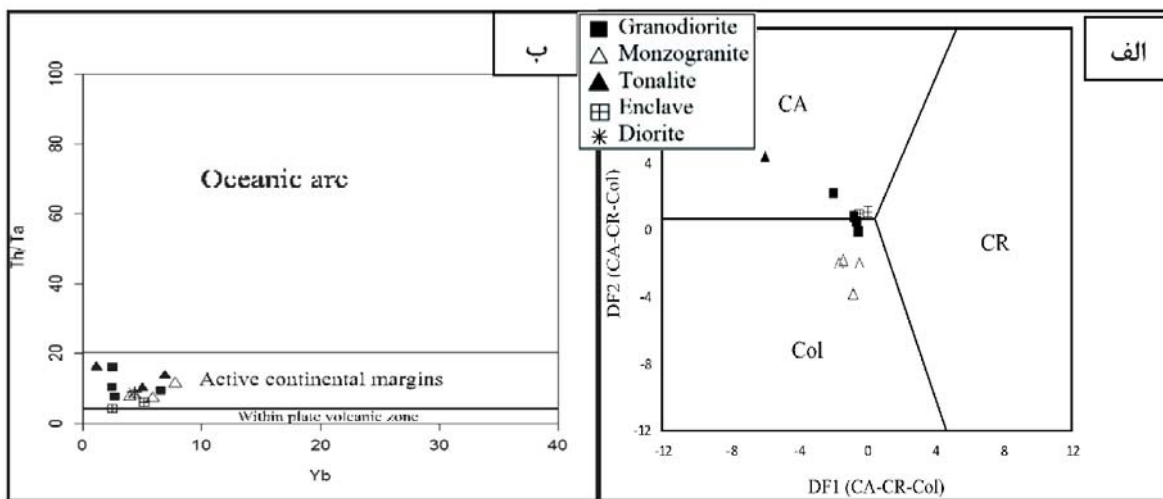 ب
Granodiorite
Monzogranite
Tonalite
Enclave
Diorite
الف
100
80
60
40
20
0
Th/Ta
Oceanic arc
Active continental margins
Within plate volcanic zone
0
10
20
30
40
Yb
CA
CR
Col
4
0
-4
-8
-12
DF2 (CA-CR-Col)
-12
-8
-4
0
4
8
12
DF1 (CA-CR-Col)